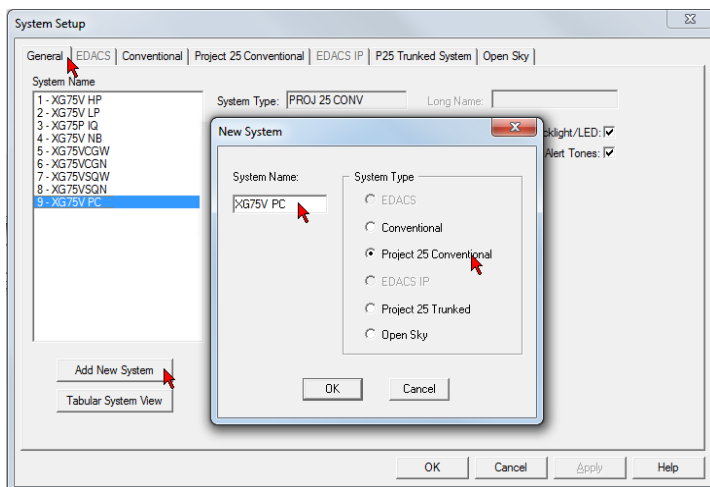 System Setup
General EDACS Conventional Project 25 Conventional EDACS IP P25 Trunked System Open Sky
System Name
1 - XG75V HP
2 - XG75V LP
3 - XG75P IQ
4 - XG75V NB
5 - XG75VCGW
6 - XG75VCGN
7 - XG75VSQW
8 - XG75VSQN
9 - XG75V PC
System Type: PROJ 25 CONV Long Name:
klight/LED:
Alert Tones:
New System
System Name:
XG75V PC
System Type
EDACS
Conventional
Project 25 Conventional
EDACS IP
Project 25 Trunked
Open Sky
OK Cancel
Add New System
Tabular System View
OK Cancel Apply Help